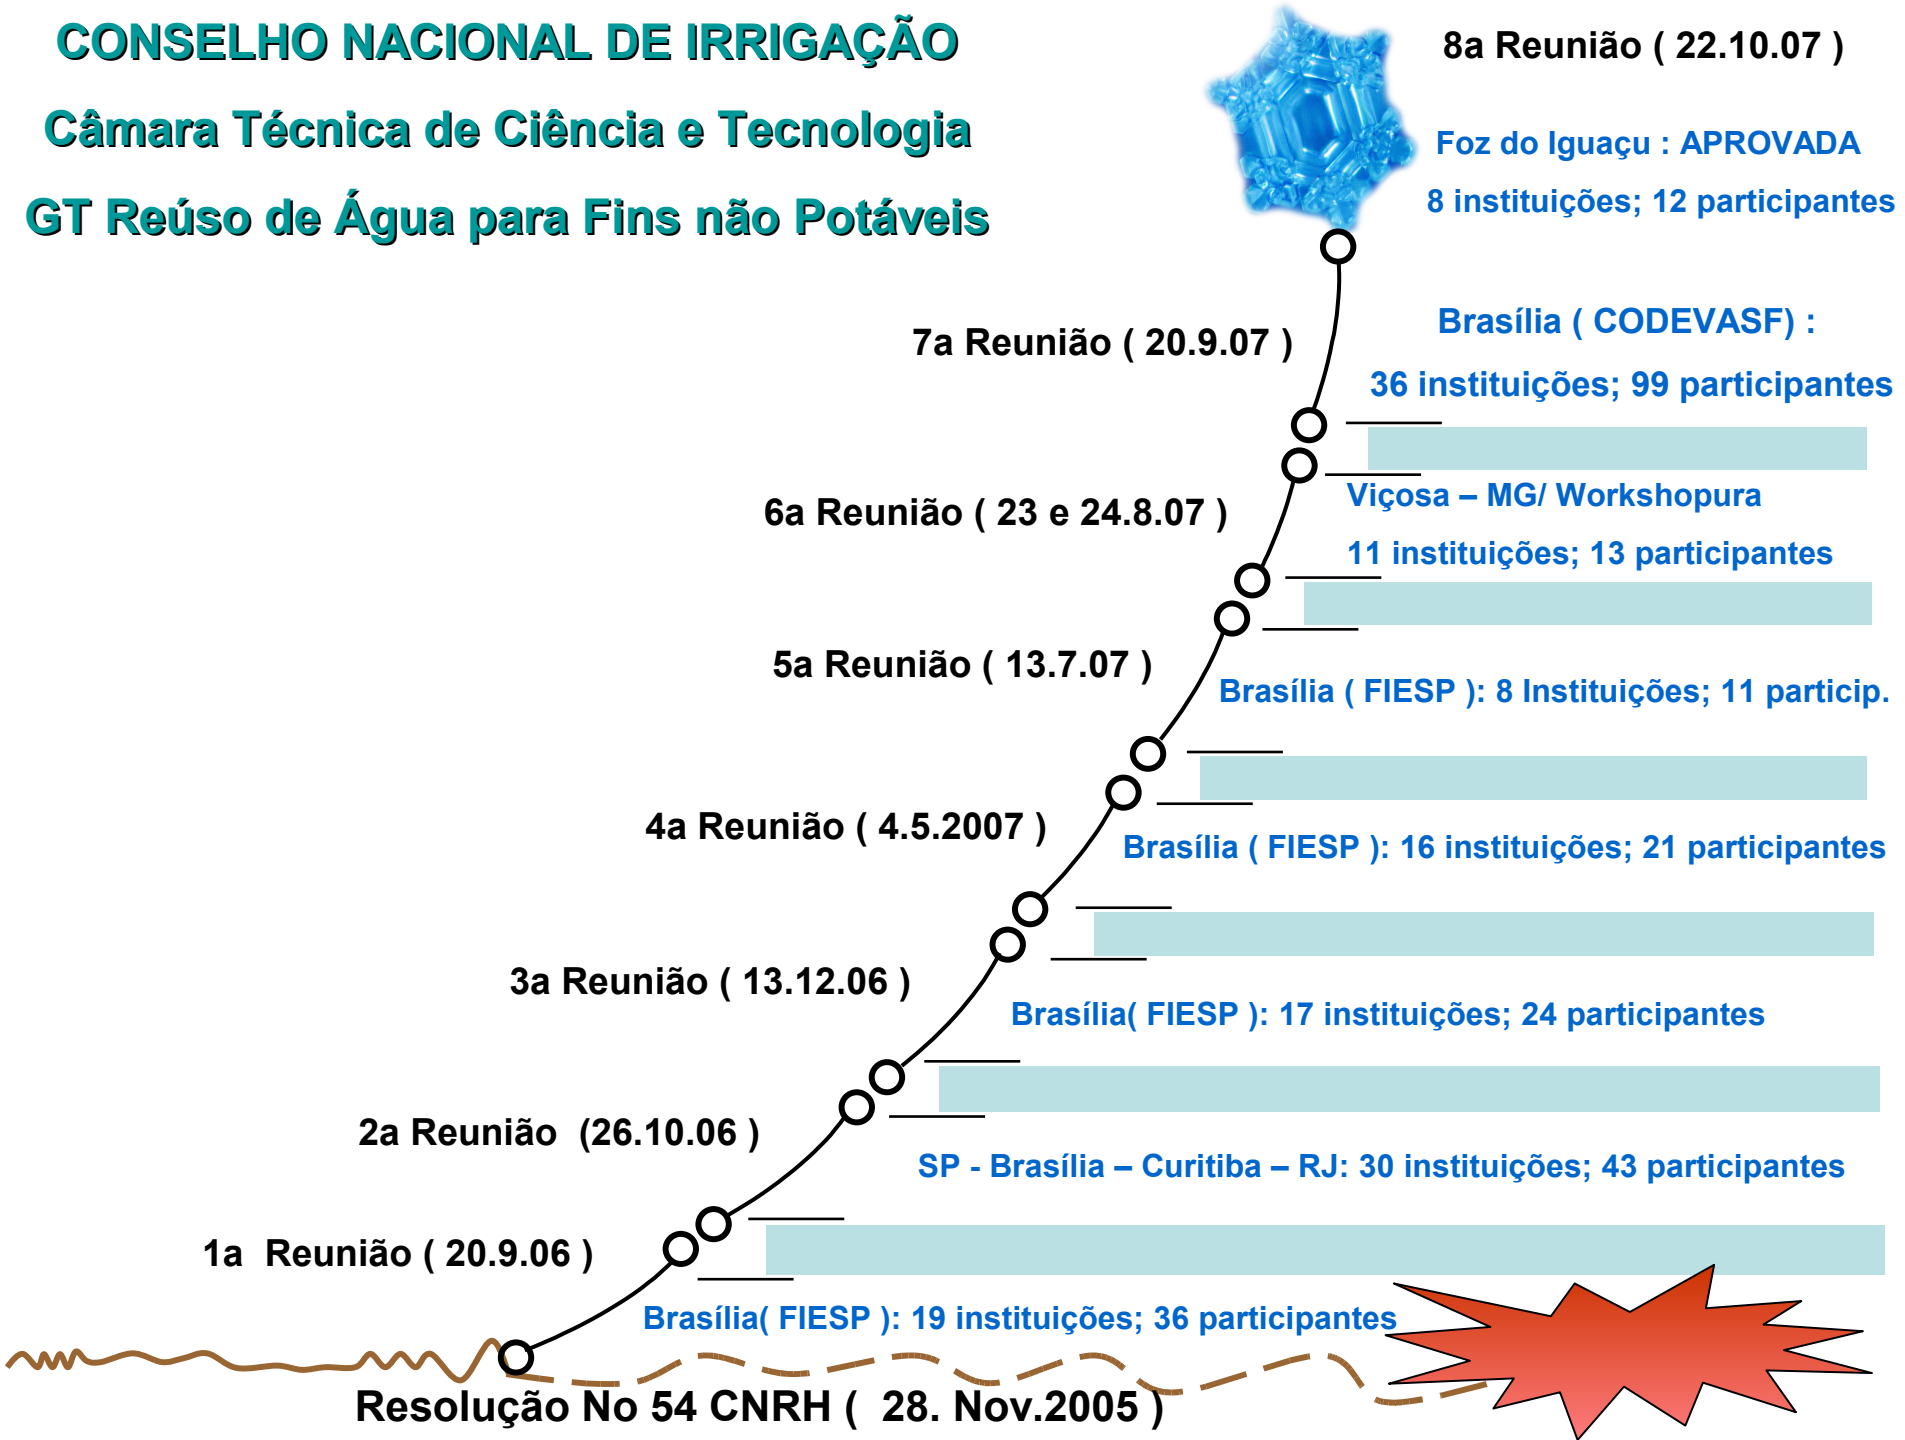 CONSELHO NACIONAL DE IRRIGAÇÃO
Câmara Técnica de Ciência e Tecnologia
GT Reúso de Água para Fins não Potáveis
8a Reunião ( 22.10.07 )
Foz do Iguaçu : APROVADA
8 instituições; 12 participantes
7a Reunião ( 20.9.07 )
Brasília ( CODEVASF) :
36 instituições; 99 participantes
6a Reunião ( 23 e 24.8.07 )
Viçosa – MG/ Workshopura
11 instituições; 13 participantes
5a Reunião ( 13.7.07 )
Brasília ( FIESP ): 8 Instituições; 11 particip.
4a Reunião ( 4.5.2007 )
Brasília ( FIESP ): 16 instituições; 21 participantes
3a Reunião ( 13.12.06 )
Brasília( FIESP ): 17 instituições; 24 participantes
2a Reunião  (26.10.06 )
SP - Brasília – Curitiba – RJ: 30 instituições; 43 participantes
1a  Reunião ( 20.9.06 )
Brasília( FIESP ): 19 instituições; 36 participantes
Resolução No 54 CNRH (  28. Nov.2005 )